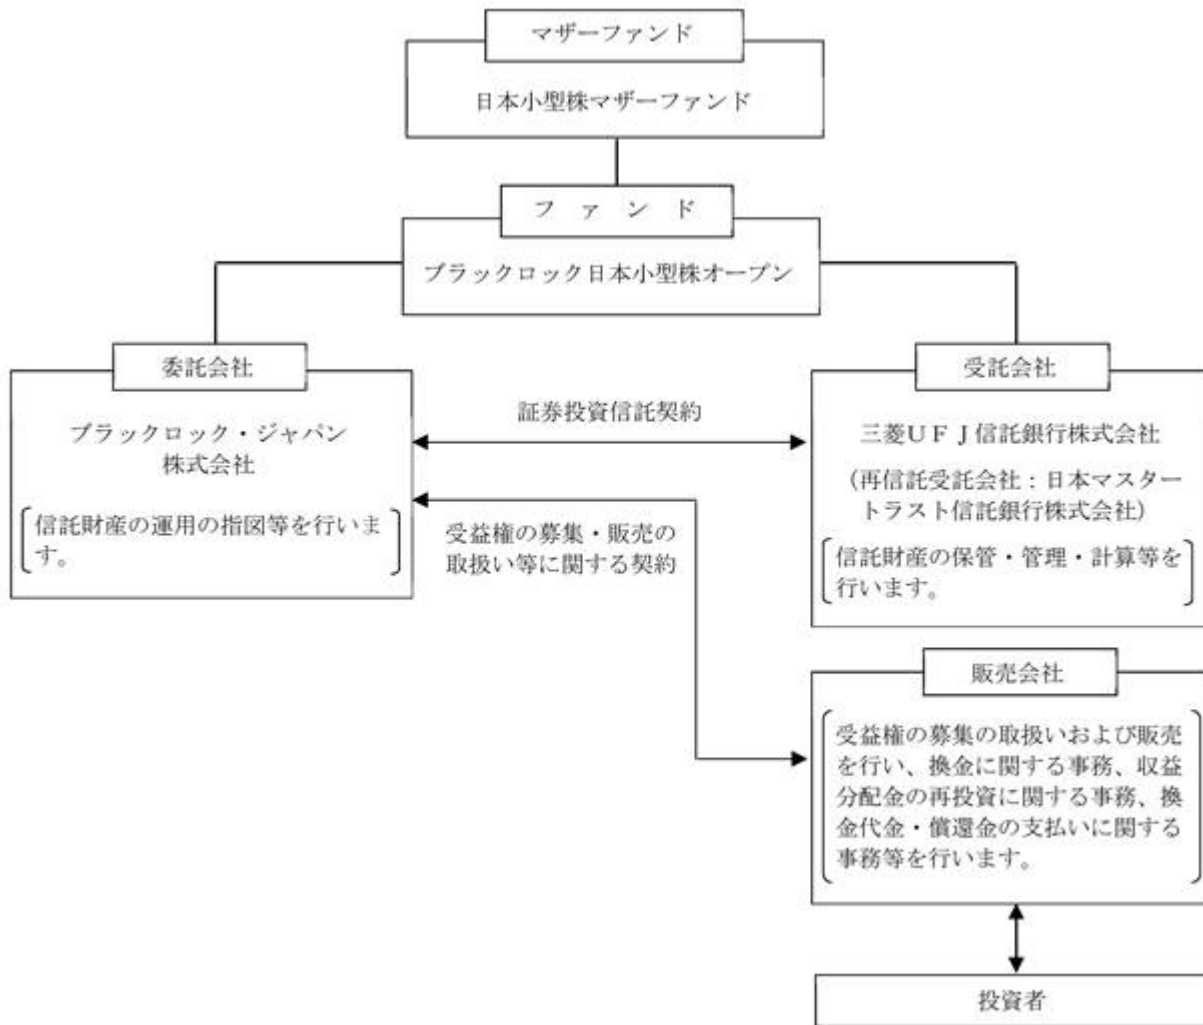 マザーファンド
日本小型株マザーファンド
ファンド
ブラックロック日本小型株オープン
委託会社
ブラックロック・ジャパン
株式会社
信託財産の運用の指図等を行いま
す。
証券投資信託契約
受益権の募集・販売の
取扱い等に関する契約
受託会社
三菱UFJ信託銀行株式会社
（再信託受託会社：日本マスター
トラスト信託銀行株式会社）
信託財産の保管・管理・計算等を
行います。
販売会社
受益権の募集の取扱いおよび販売
を行い、換金に関する事務、収益
分配金の再投資に関する事務、換
金代金・償還金の支払いに関する
事務等を行います。
投資者